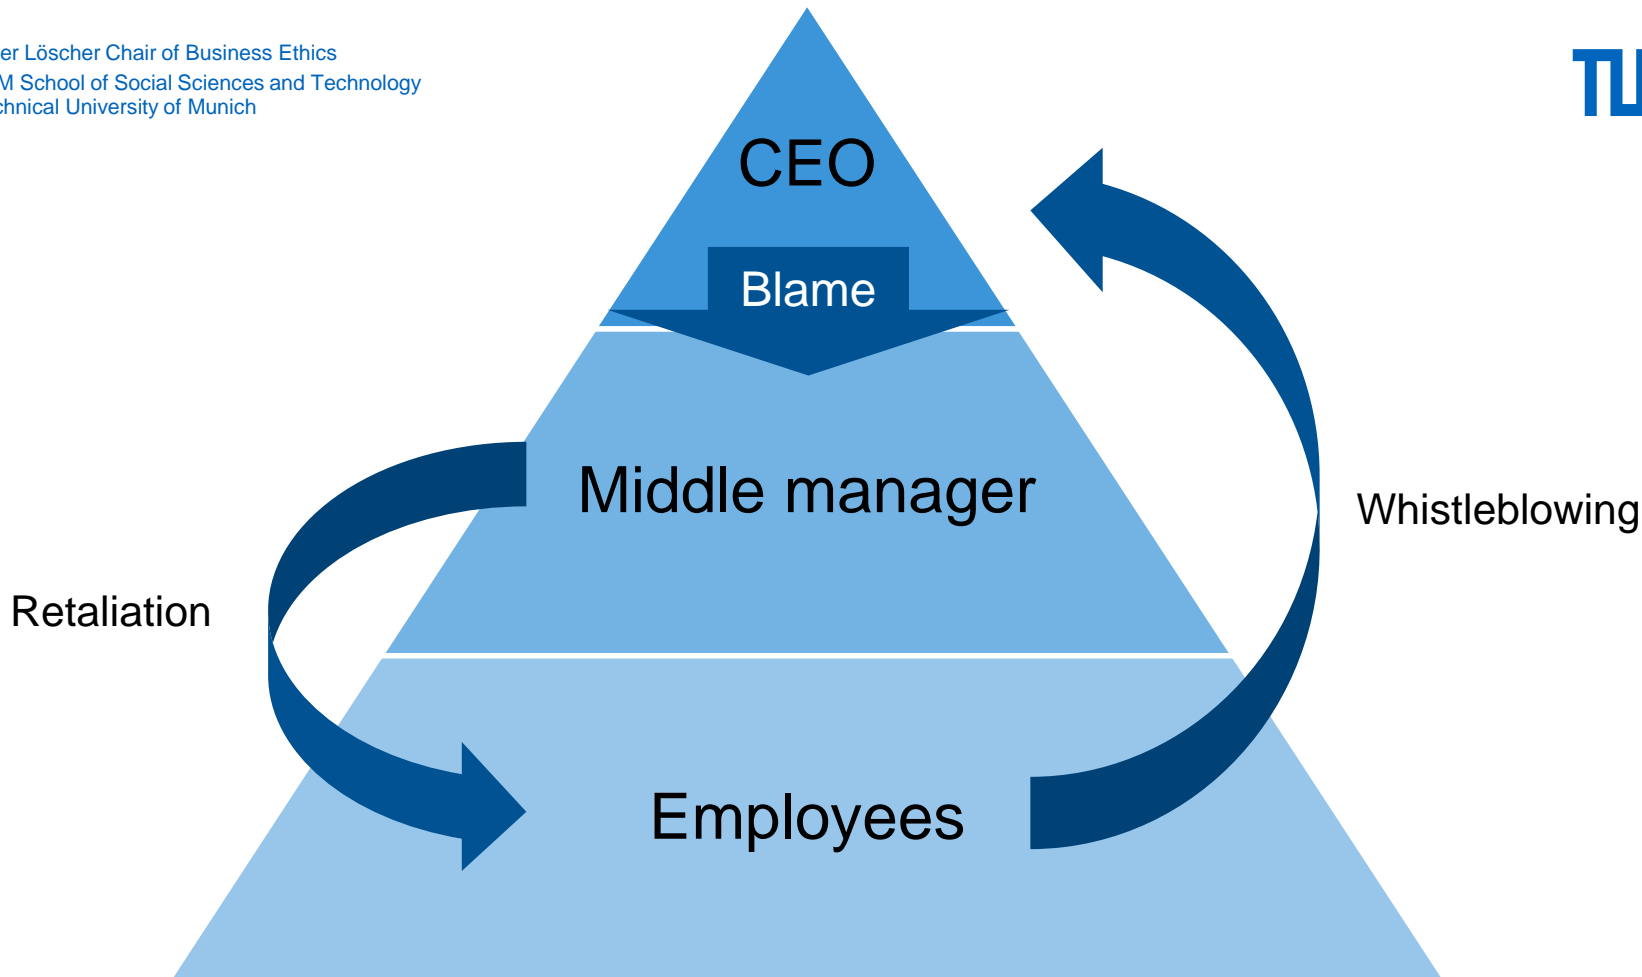 er Löscher Chair of Business Ethics
M School of Social Sciences and Technology
chnical University of Munich
TU
CEO
Blame
Middle manager
Whistleblowing
Retaliation
Employees